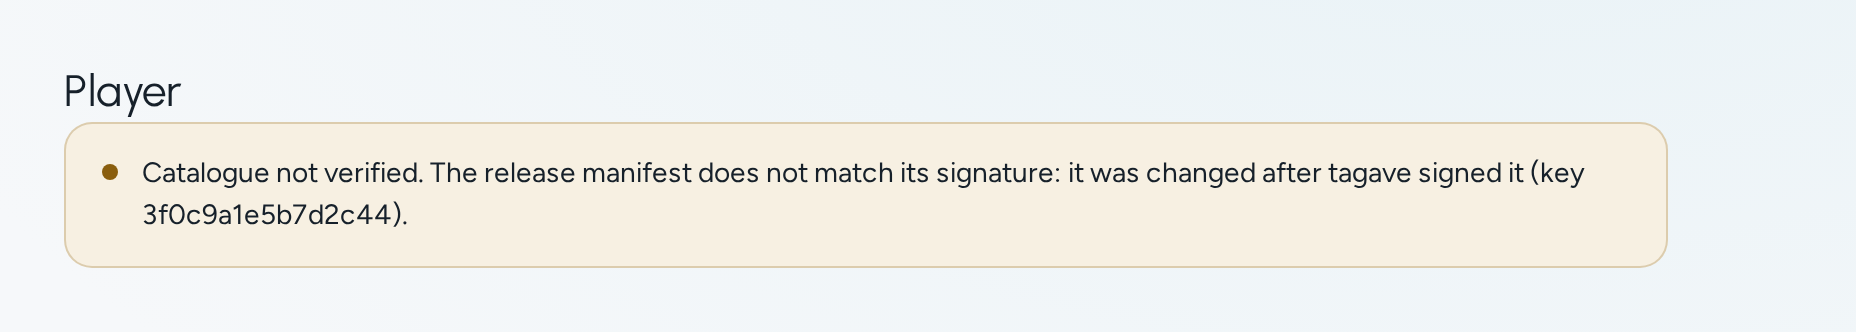 Player
Catalogue not verified. The release manifest does not match its signature: it was changed after tagave signed it (key
3f0c9a1e5b7d2c44).